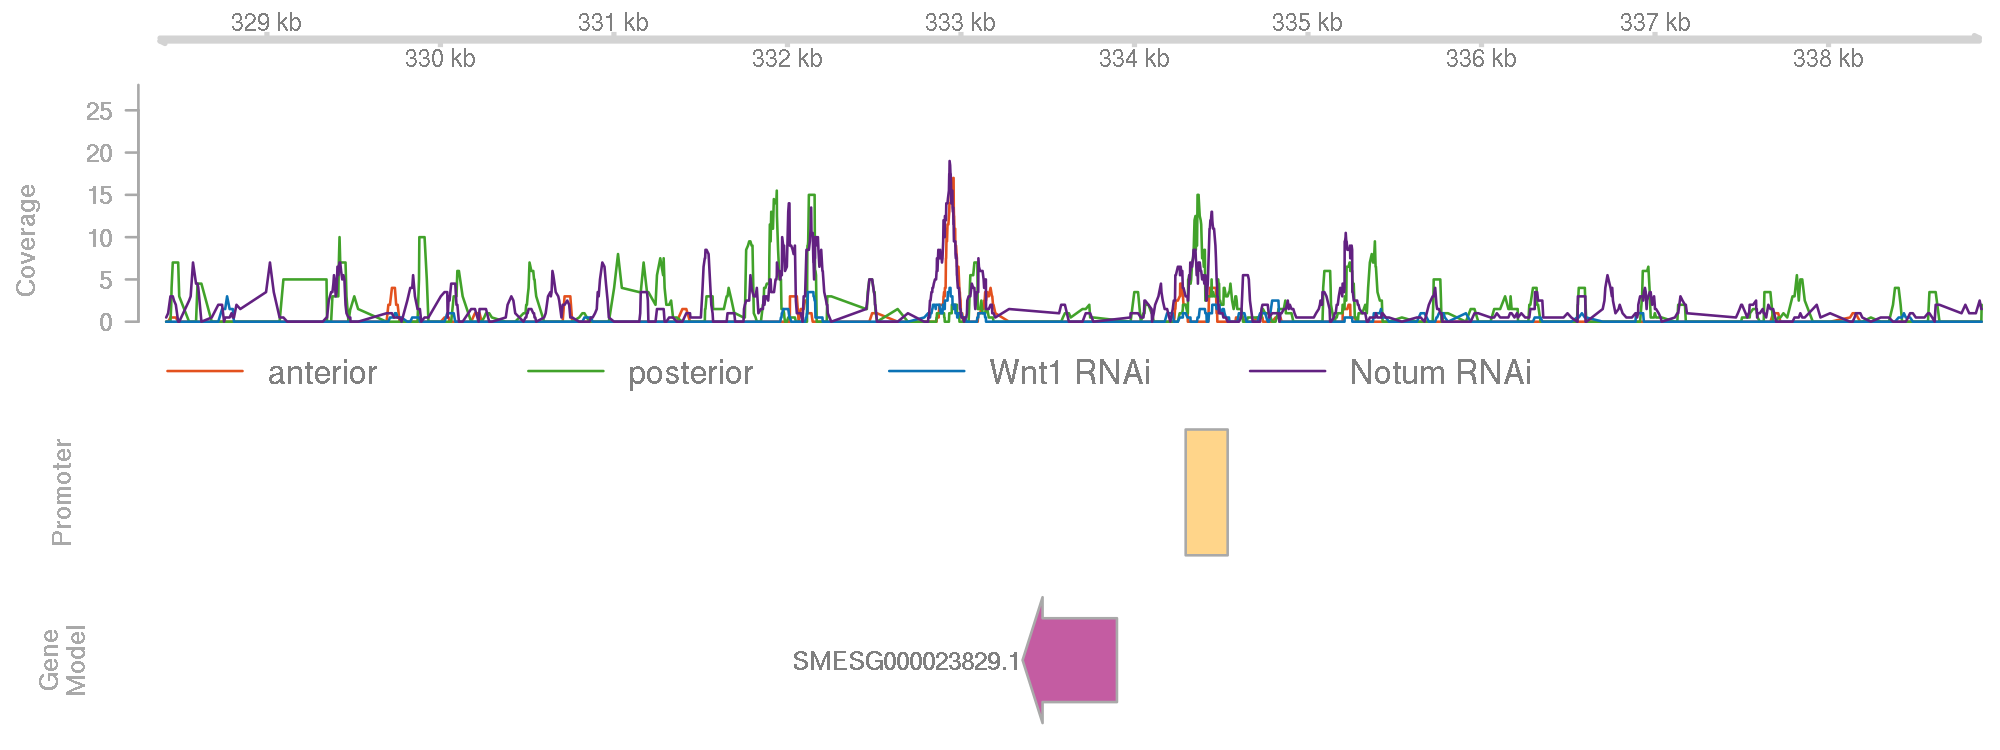 329 kb 331 kb 333 kb 335 kb 337 kb
330 kb 332 kb 334 kb 336 kb 338 kb
Coverage
25
20
15
10
5
0
anterior posterior Wnt1 RNAi Notum RNAi
Promoter
Gene
Model
SMESG000023829.1